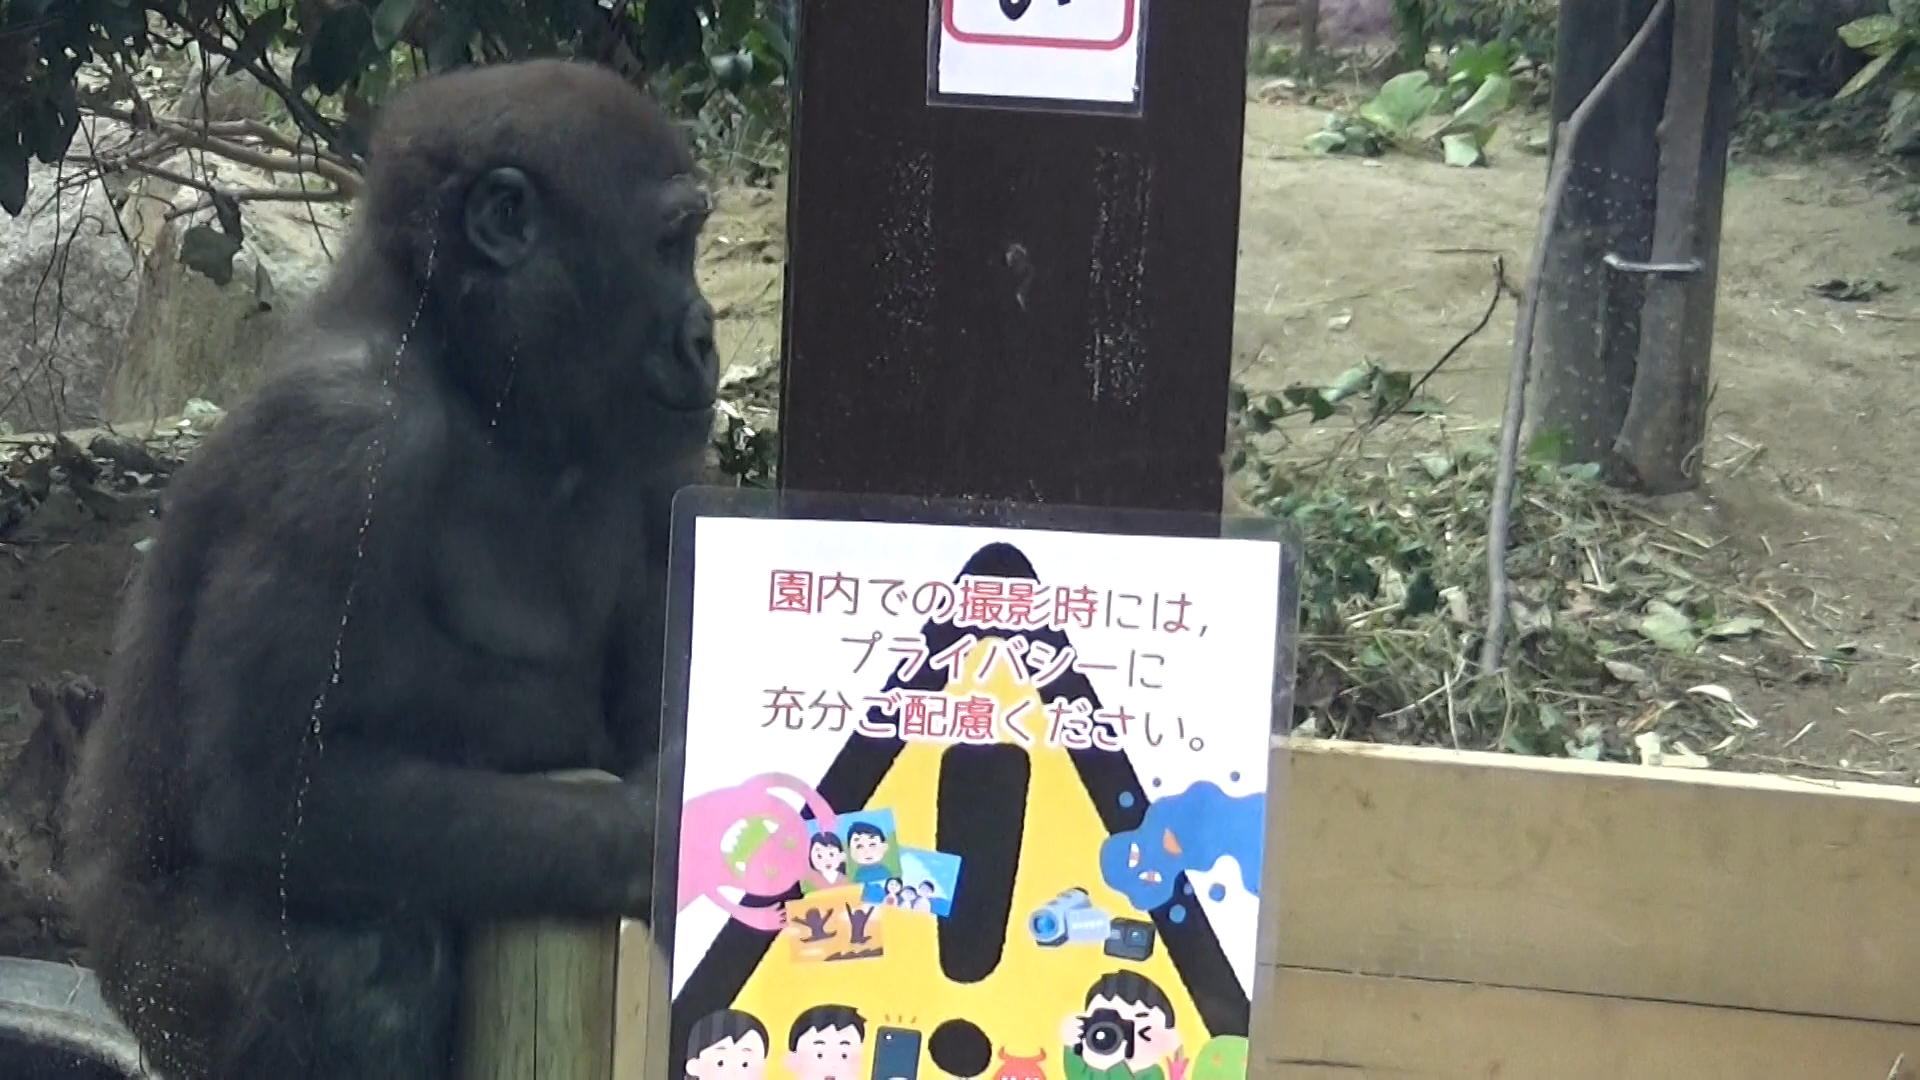 園内での撮影時には,
プライバシーに
充分ご配慮ください。